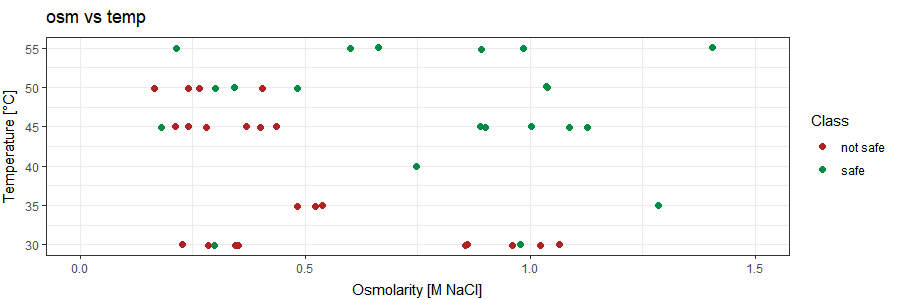 osm vs temp
55
50
45
40
35
30
Temperature [°C]
0.0 0.5 1.0 1.5
Osmolarity [M NaCl]
Class
not safe
safe